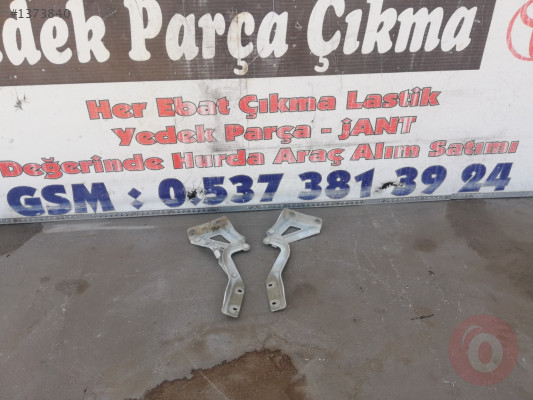 #1373840
edek Parça Çıkma
Her Ebat Çıkma Lastik
Yedek Parça - jANT
Değerinde Hurda Araç Alım Satımı
GSM : 0 537 381 39 24